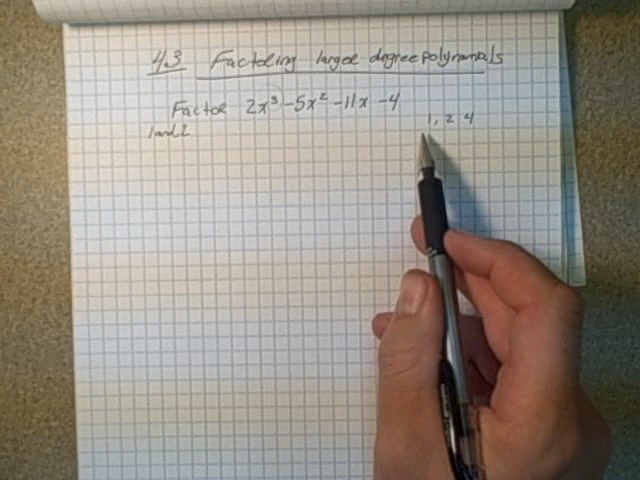 4.3 Factoring larger degree polynomials
Factor 2x³ -5x² -11x -4
1 and 2
1, 2 4